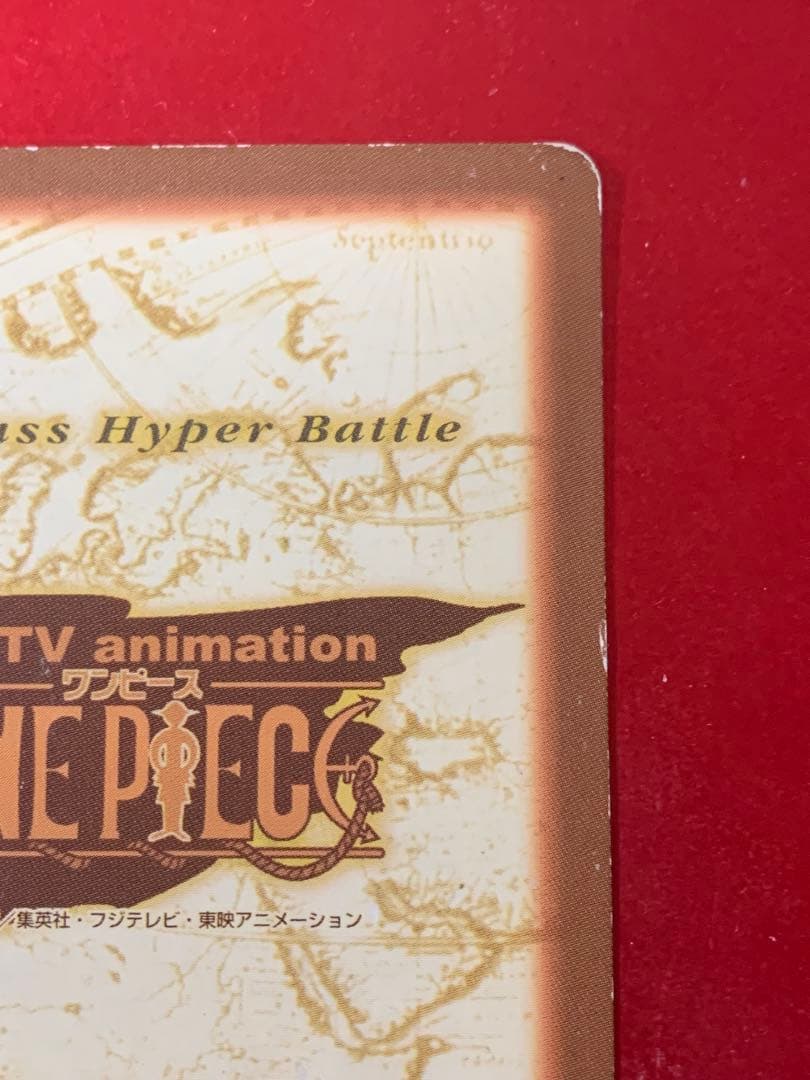 Septentrio
ass Hyper Battle
TV animation
ワンピース
NE PIECE
／集英社・フジテレビ・東映アニメーション